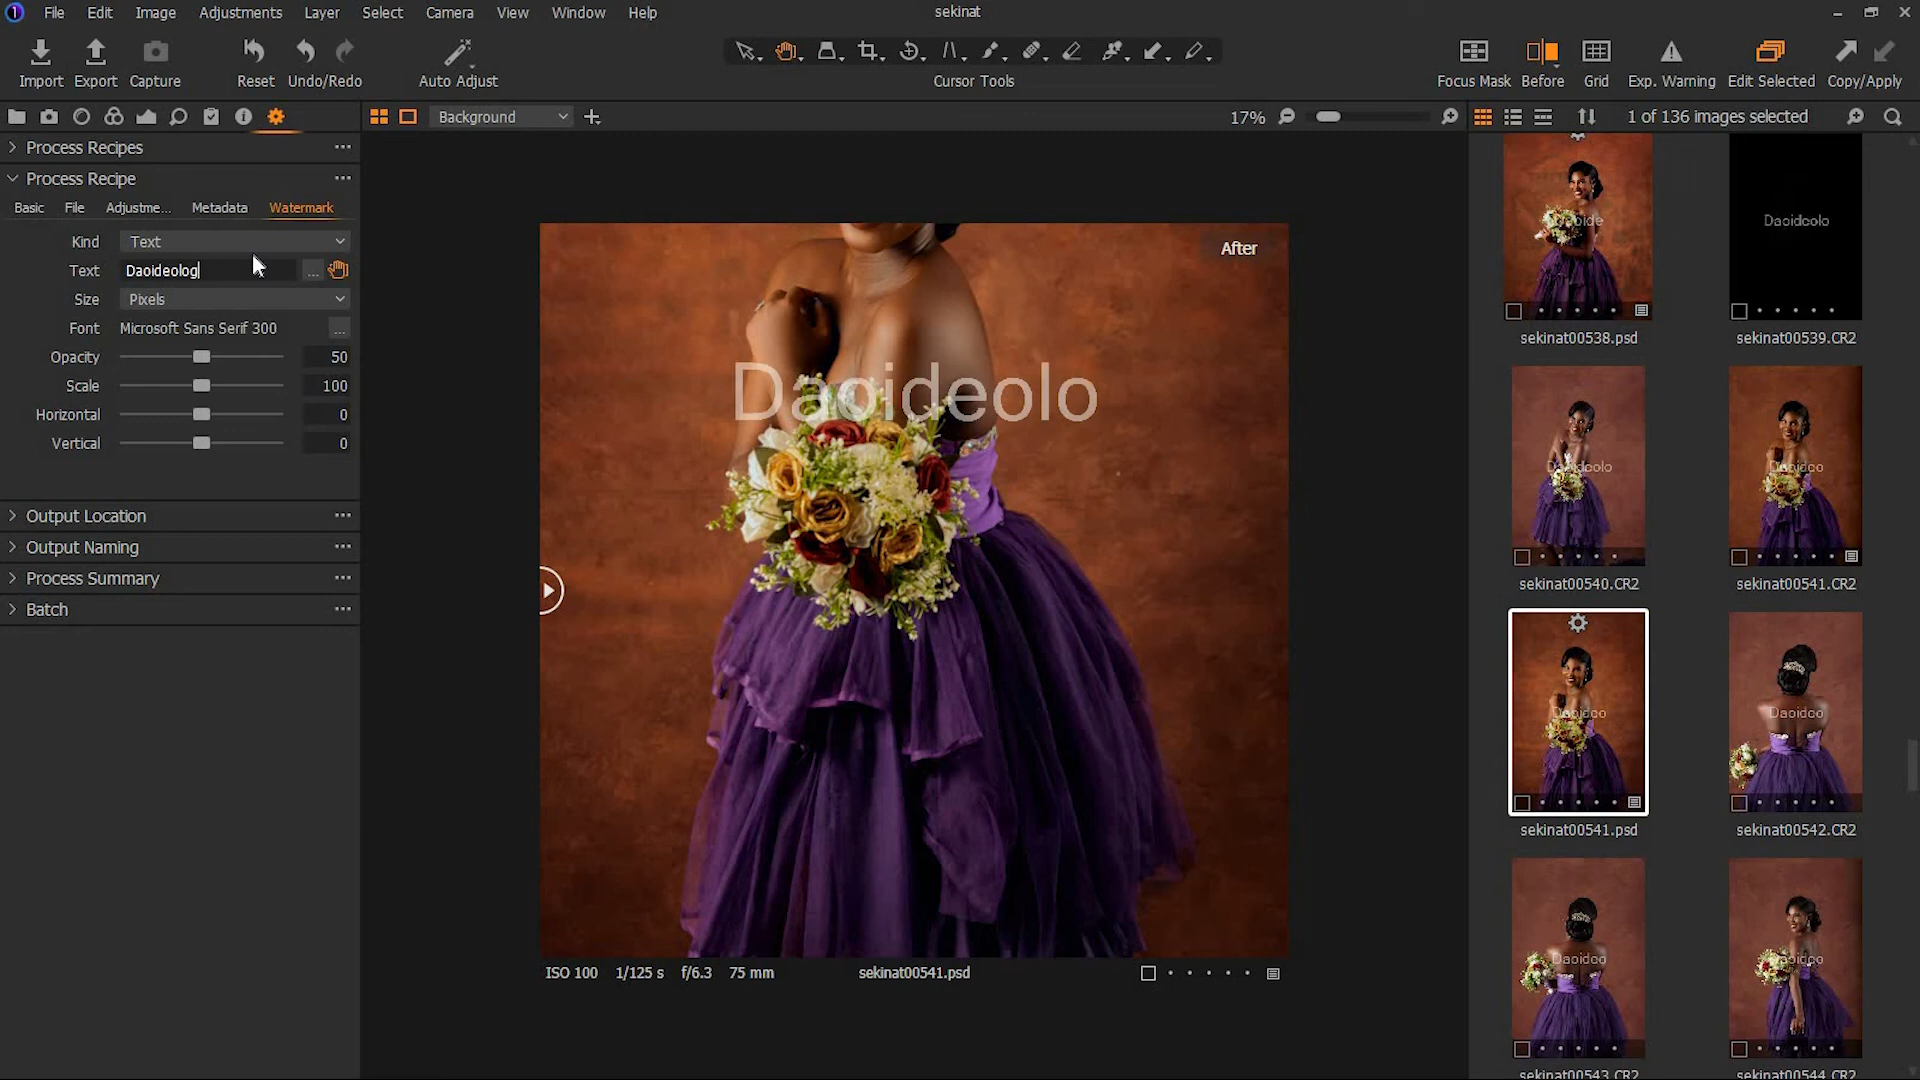 File Edit Image Adjustments Layer Select Camera View Window Help
sekinat
Import Export Capture Reset Undo/Redo Auto Adjust Cursor Tools Focus Mask Before Grid Exp. Warning Edit Selected Copy/Apply
Background 17% 1 of 136 images selected
Process Recipes
Process Recipe
Basic File Adjustme... Metadata Watermark
Kind Text
Text Daoideolog ...
Size Pixels
Font Microsoft Sans Serif 300 ...
Opacity 50
Scale 100
Horizontal 0
Vertical 0
Output Location
Output Naming
Process Summary
Batch
After
Daoideolo
ISO 100 1/125 s f/6.3 75 mm sekinat00541.psd
Daoideolo
sekinat00538.psd sekinat00539.CR2
Daoideolo
sekinat00540.CR2 sekinat00541.CR2
sekinat00541.psd sekinat00542.CR2
sekinat00543.CR2 sekinat00544.CR2